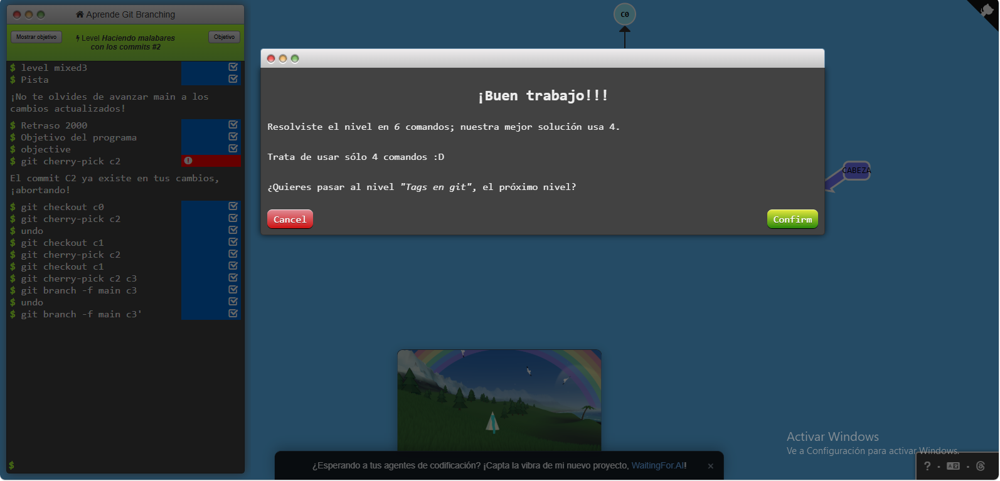 Aprende Git Branching
Mostrar objetivo
Level Haciendo malabares
con los commits #2
Objetivo
$ level mixed3
$ Pista
¡No te olvides de avanzar main a los
cambios actualizados!
$ Retraso 2000
$ Objetivo del programa
$ objective
$ git cherry-pick c2
El commit C2 ya existe en tus cambios,
¡abortando!
$ git checkout c0
$ git cherry-pick c2
$ undo
$ git checkout c1
$ git cherry-pick c2
$ git checkout c1
$ git cherry-pick c2 c3
$ git branch -f main c3
$ undo
$ git branch -f main c3'
$
C0
¡Buen trabajo!!!
Resolviste el nivel en 6 comandos; nuestra mejor solución usa 4.
Trata de usar sólo 4 comandos :D
¿Quieres pasar al nivel "Tags en git", el próximo nivel?
Cancel
Confirm
CABEZA
¿Esperando a tus agentes de codificación? ¡Capta la vibra de mi nuevo proyecto, WaitingFor.AI!
×
Activar Windows
Ve a Configuración para activar Windows.
?